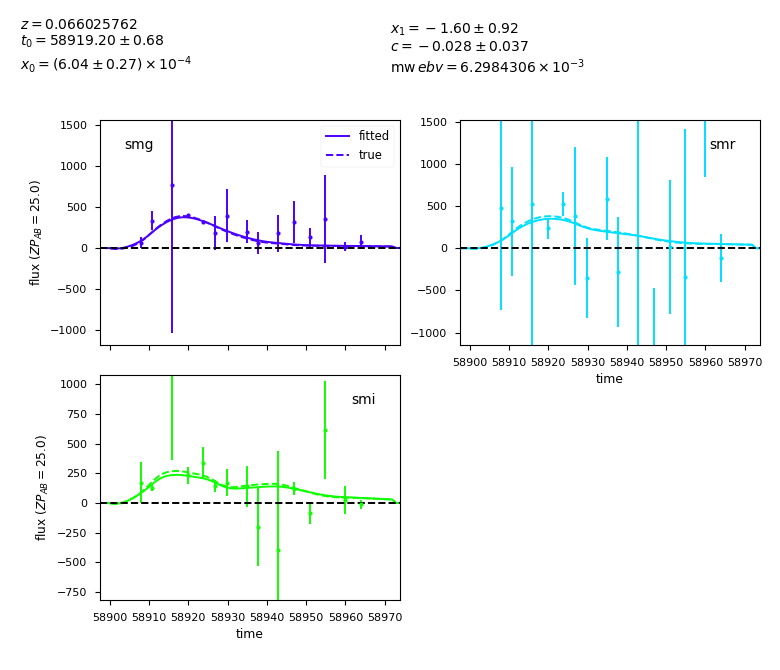 z = 0.066025762
t₀ = 58919.20 ± 0.68
x₀ = (6.04 ± 0.27) × 10⁻⁴
x₁ = −1.60 ± 0.92
c = −0.028 ± 0.037
mw ebv = 6.2984306 × 10⁻³
smg
fitted
true
1500
1000
500
0
−500
−1000
flux (ZP_AB = 25.0)
smr
1500
1000
500
0
−500
−1000
58900 58910 58920 58930 58940 58950 58960 58970
time
smi
1000
750
500
250
0
−250
−500
−750
flux (ZP_AB = 25.0)
58900 58910 58920 58930 58940 58950 58960 58970
time